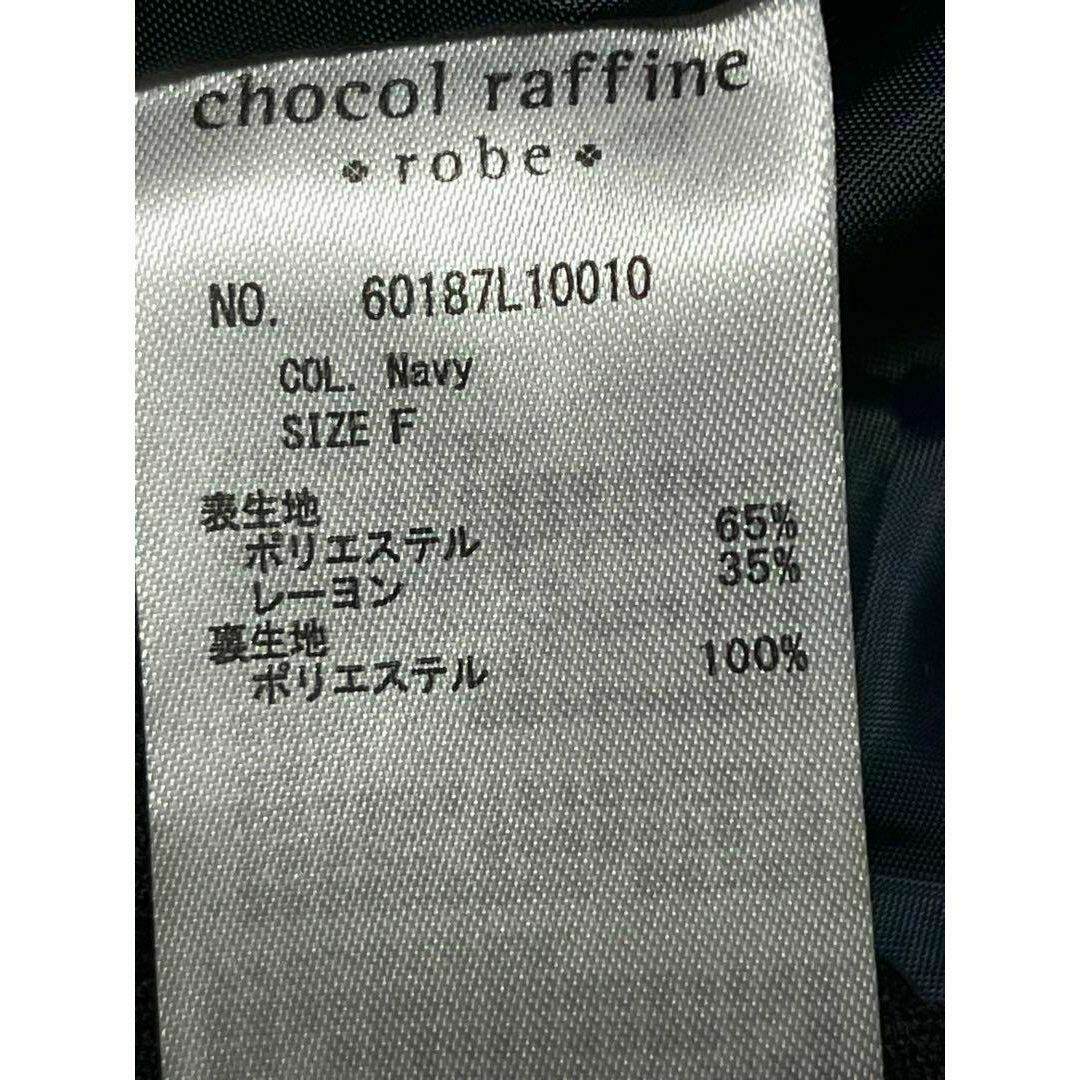 chocol raffine
robe
NO. 60187L10010
COL. Navy
SIZE F
表生地
ポリエステル 65%
レーヨン 35%
裏生地
ポリエステル 100%